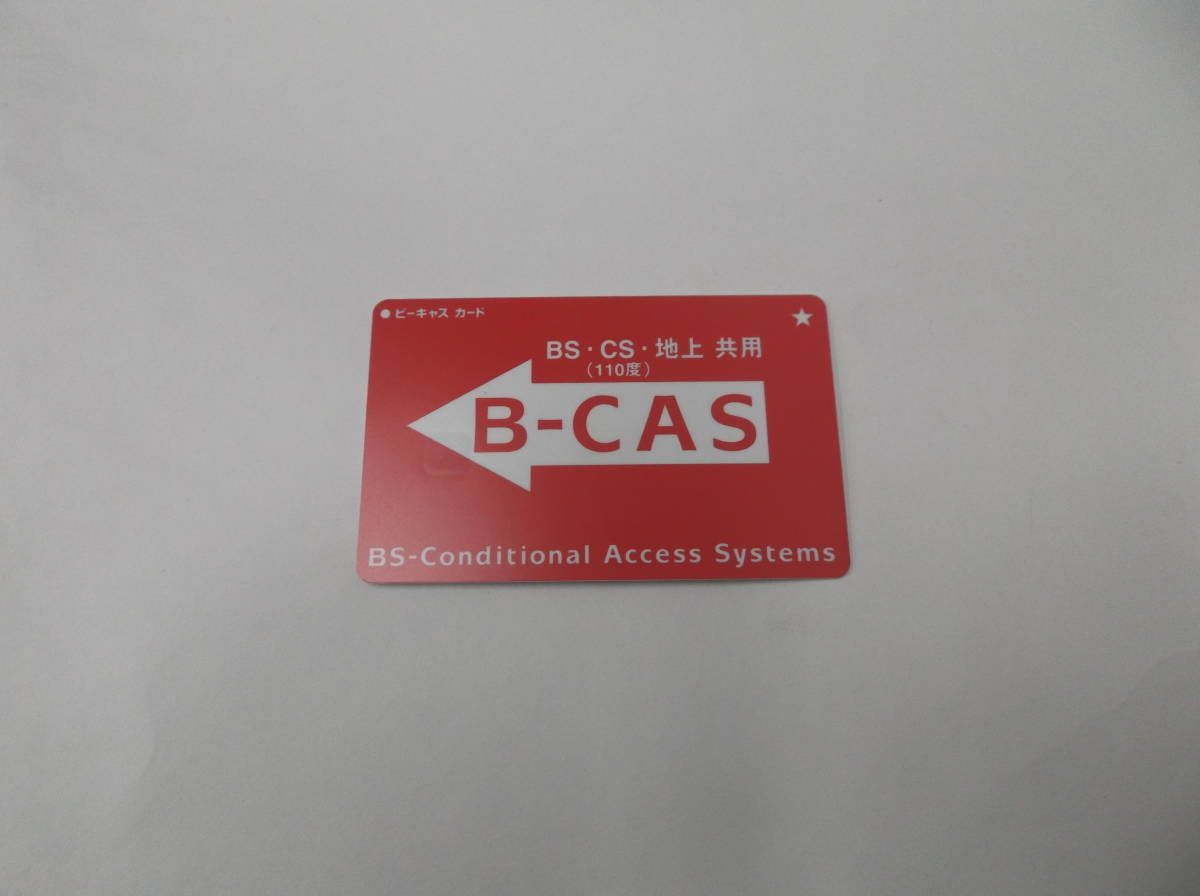 ●ビーキャス カード
★
BS・CS・地上 共用
(110度)
B-CAS
BS-Conditional Access Systems